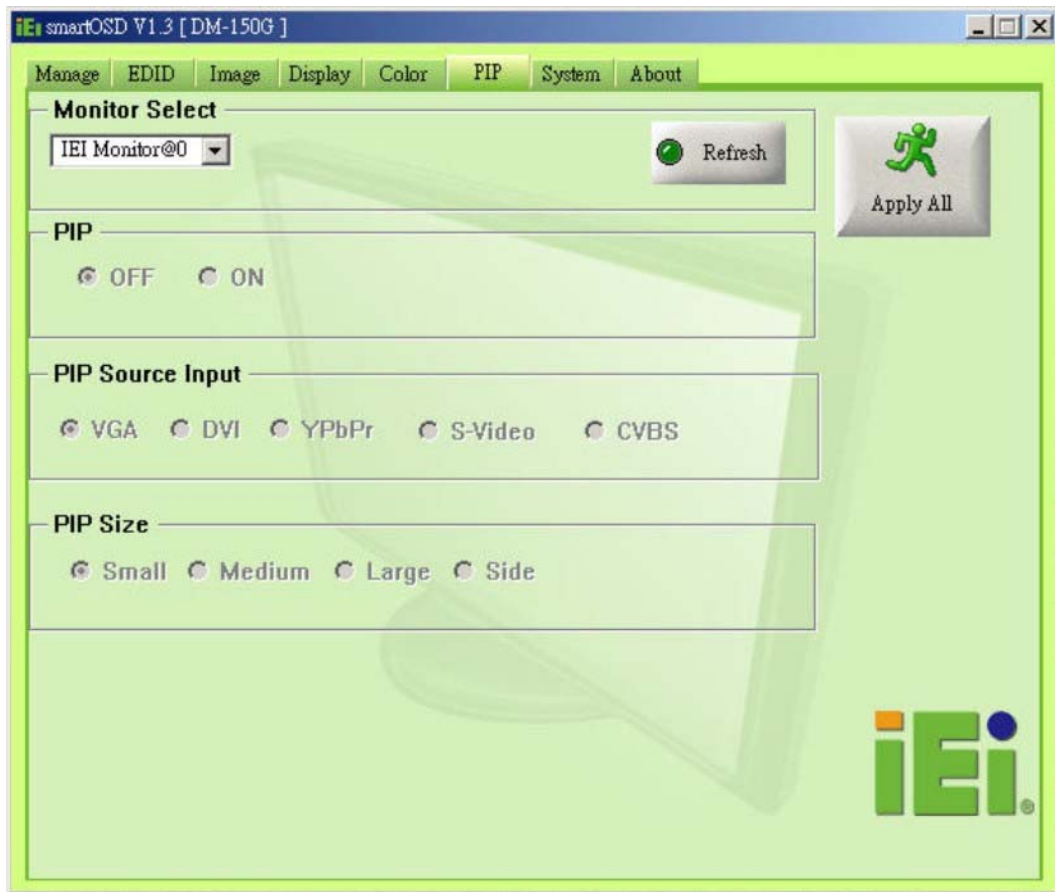 iEi smartOSD V1.3 [ DM-150G ]
Manage EDID Image Display Color PIP System About
Monitor Select
IEI Monitor@0
Refresh
Apply All
PIP
OFF ON
PIP Source Input
VGA DVI YPbPr S-Video CVBS
PIP Size
Small Medium Large Side
iEi®